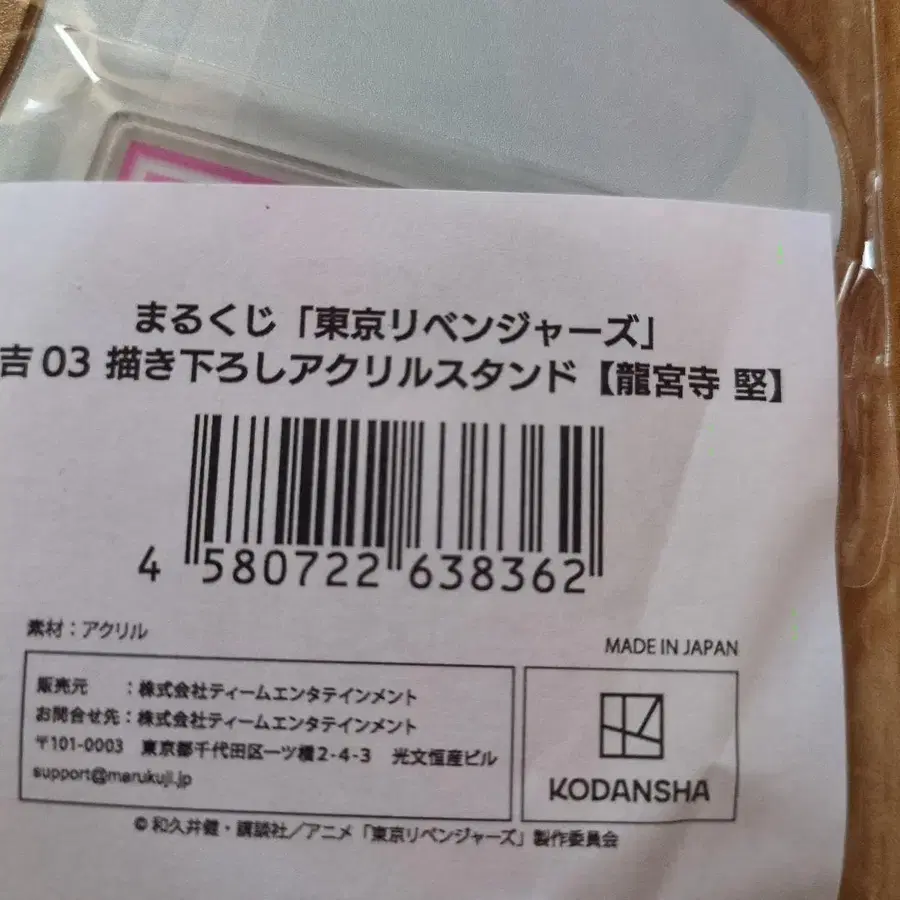 まるくじ「東京リベンジャーズ」
吉 03 描き下ろしアクリルスタンド【龍宮寺 堅】
4 580722 638362
素材：アクリル
MADE IN JAPAN
販売元　：株式会社ティームエンタテインメント
お問合せ先：株式会社ティームエンタテインメント
〒101-0003　東京都千代田区一ツ橋2-4-3　光文恒産ビル
support@marukuji.jp
KODANSHA
© 和久井健・講談社／アニメ「東京リベンジャーズ」製作委員会